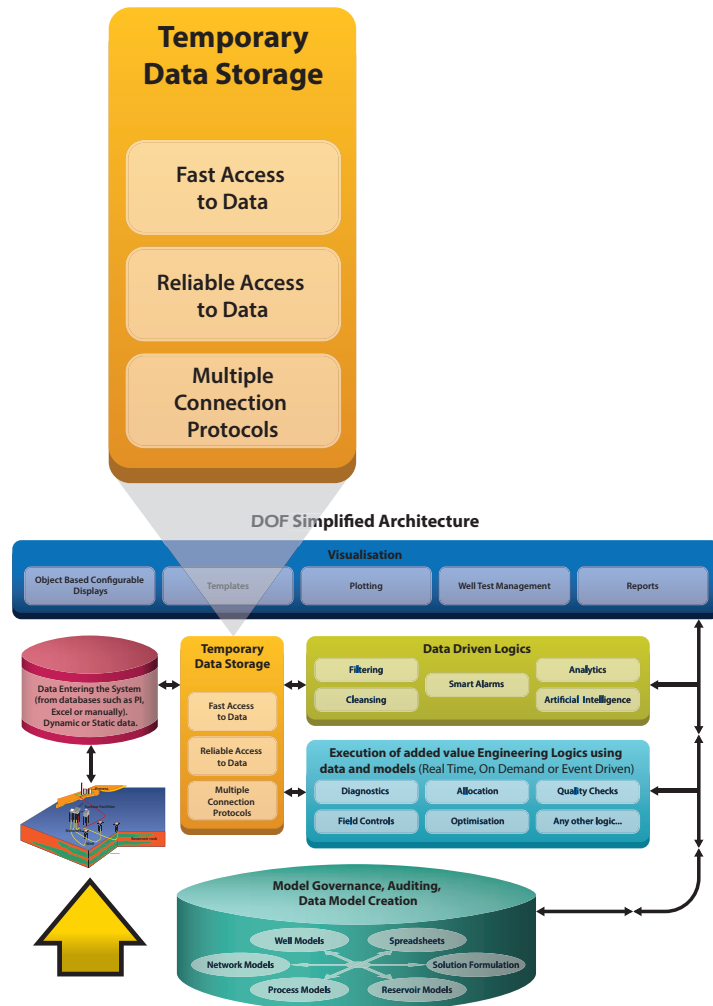 Temporary
Data Storage
Fast Access
to Data
Reliable Access
to Data
Multiple
Connection
Protocols
DOF Simplified Architecture
Visualisation
Object Based Configurable
Displays
Templates
Plotting
Well Test Management
Reports
Data Entering the System
(from databases such as PI,
Excel or manually).
Dynamic or Static data.
Temporary
Data Storage
Fast Access
to Data
Reliable Access
to Data
Multiple
Connection
Protocols
Data Driven Logics
Filtering
Cleansing
Smart Alarms
Analytics
Artificial Intelligence
Execution of added value Engineering Logics using
data and models (Real Time, On Demand or Event Driven)
Diagnostics
Allocation
Quality Checks
Field Controls
Optimisation
Any other logic...
Model Governance, Auditing,
Data Model Creation
Well Models
Spreadsheets
Network Models
Solution Formulation
Process Models
Reservoir Models